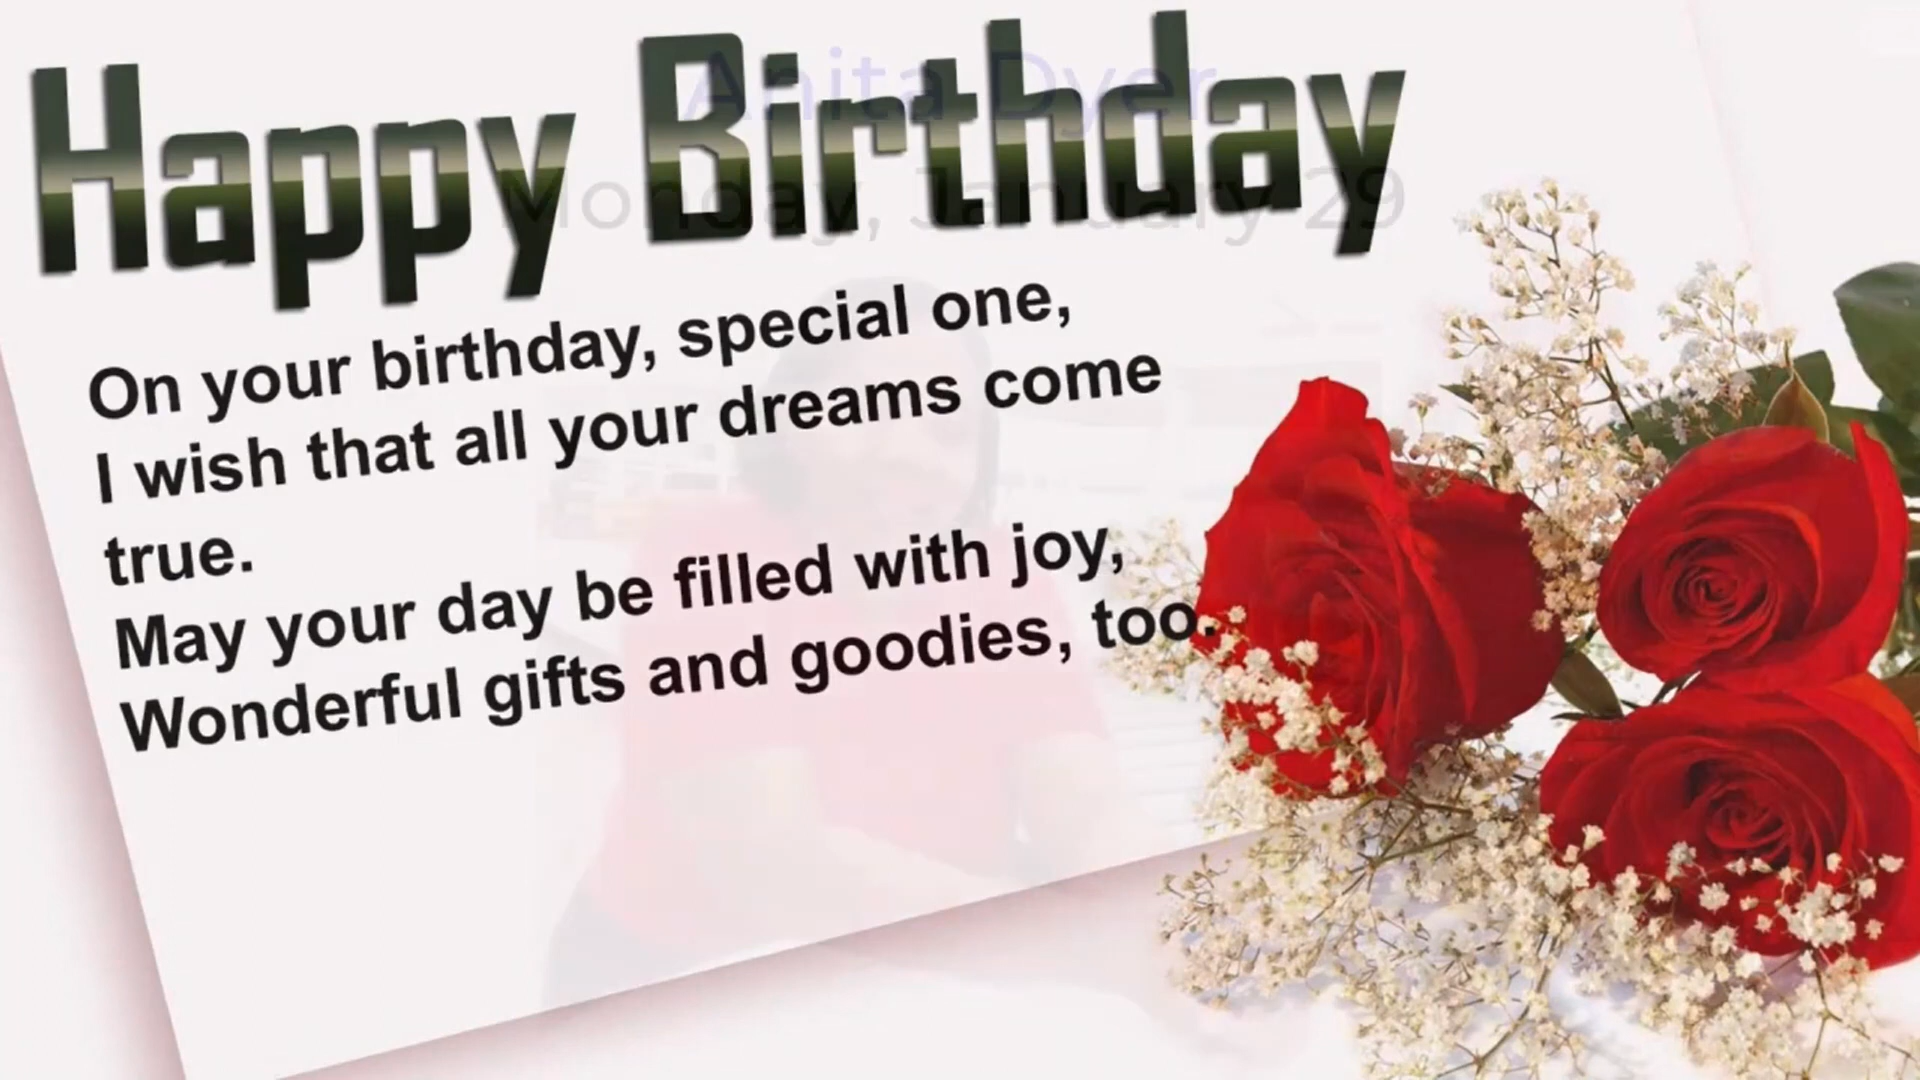 Anita Dyer
Happy Birthday
Monday, January 29
On your birthday, special one,
I wish that all your dreams come
true.
May your day be filled with joy,
Wonderful gifts and goodies, too.